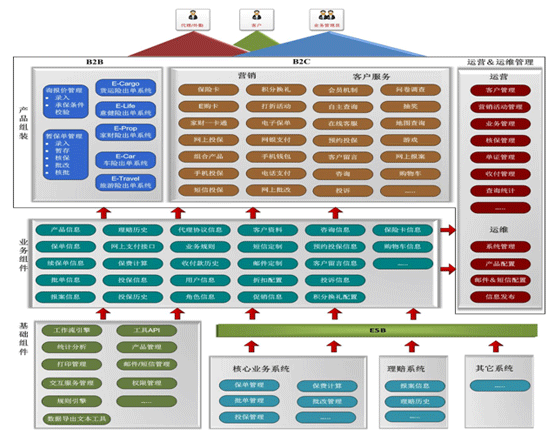 代理/中介
客户
业务管理员
B2B
B2C
运营&运维管理
产品组装
询报价管理
录入
承保条件
检验
暂保单管理
录入
暂存
核保
批改
核批
E-Cargo
货运险出单系统
E-Life
意健险出单系统
E-Prop
家财险出单系统
E-Car
车险出单系统
E-Travel
旅游险出单系统
营销
客户服务
保险卡
积分换礼
会员机制
问卷调查
E购卡
打折活动
自主查询
抽奖
家财一卡通
电子保单
在线客服
地图查询
网上投保
网银支付
预约投保
游戏
组合产品
手机钱包
客户留言
网上报案
手机投保
电话支付
咨询
购物车
短信投保
网上批改
投诉
......
运营
客户管理
营销活动管理
业务管理
核保管理
单证管理
收付管理
查询统计
......
运维
系统管理
产品配置
邮件&短信管理
信息发布
业务组件
产品信息
理赔历史
代理协议信息
客户资料
咨询信息
保险卡信息
保单信息
网上支付接口
业务规则
短信定制
预约投保信息
购物车信息
续保单信息
保费计算
收付款历史
邮件定制
客户留言信息
......
批单信息
投保信息
用户信息
折扣配置
投诉信息
报案信息
投保历史
角色信息
促销信息
积分换礼配置
基础组件
工作流引擎
工具API
统计分析
产品管理
打印管理
邮件/短信管理
交互服务管理
权限管理
规则引擎
......
数据导出文本工具
ESB
核心业务系统
保单管理
保费计算
批单管理
批改管理
投保管理
......
理赔系统
报案信息
理赔历史
......
其它系统
......